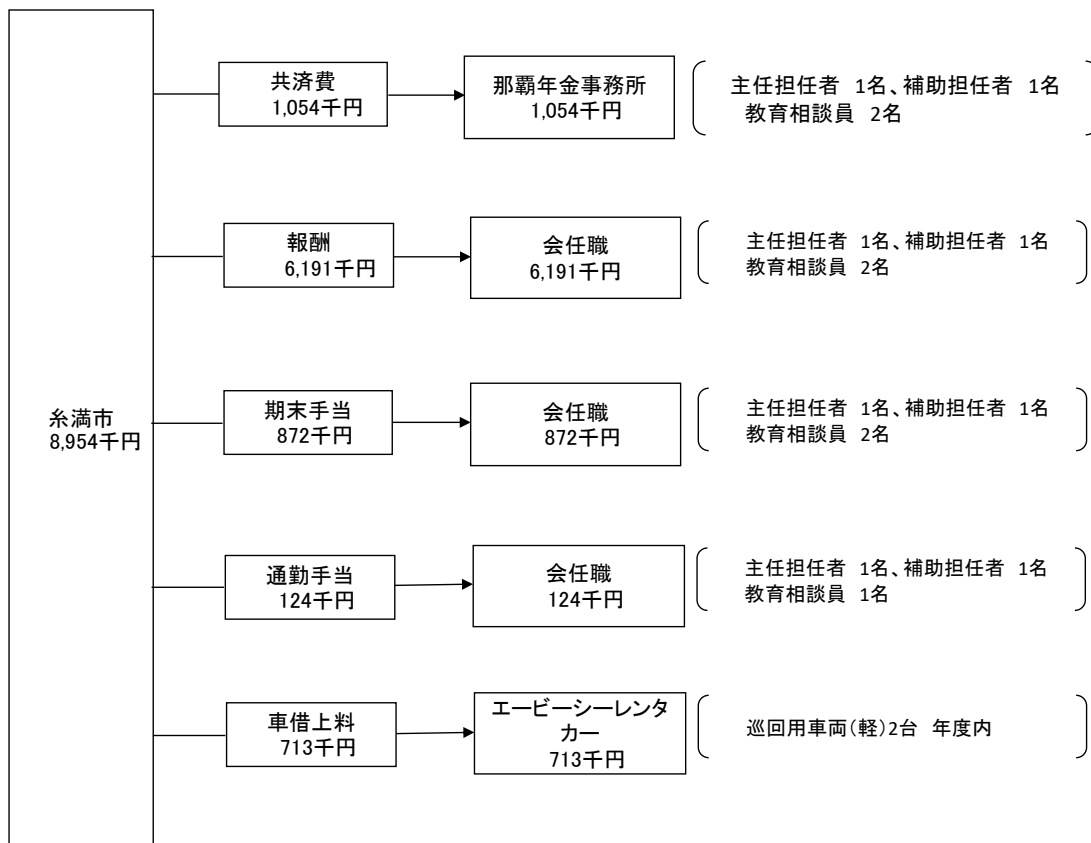 糸満市
8,954千円
共済費
1,054千円
那覇年金事務所
1,054千円
主任担任者 1名、補助担任者 1名
教育相談員 2名
報酬
6,191千円
会任職
6,191千円
主任担任者 1名、補助担任者 1名
教育相談員 2名
期末手当
872千円
会任職
872千円
主任担任者 1名、補助担任者 1名
教育相談員 2名
通勤手当
124千円
会任職
124千円
主任担任者 1名、補助担任者 1名
教育相談員 1名
車借上料
713千円
エービーシーレンタ
カー
713千円
巡回用車両(軽)2台 年度内